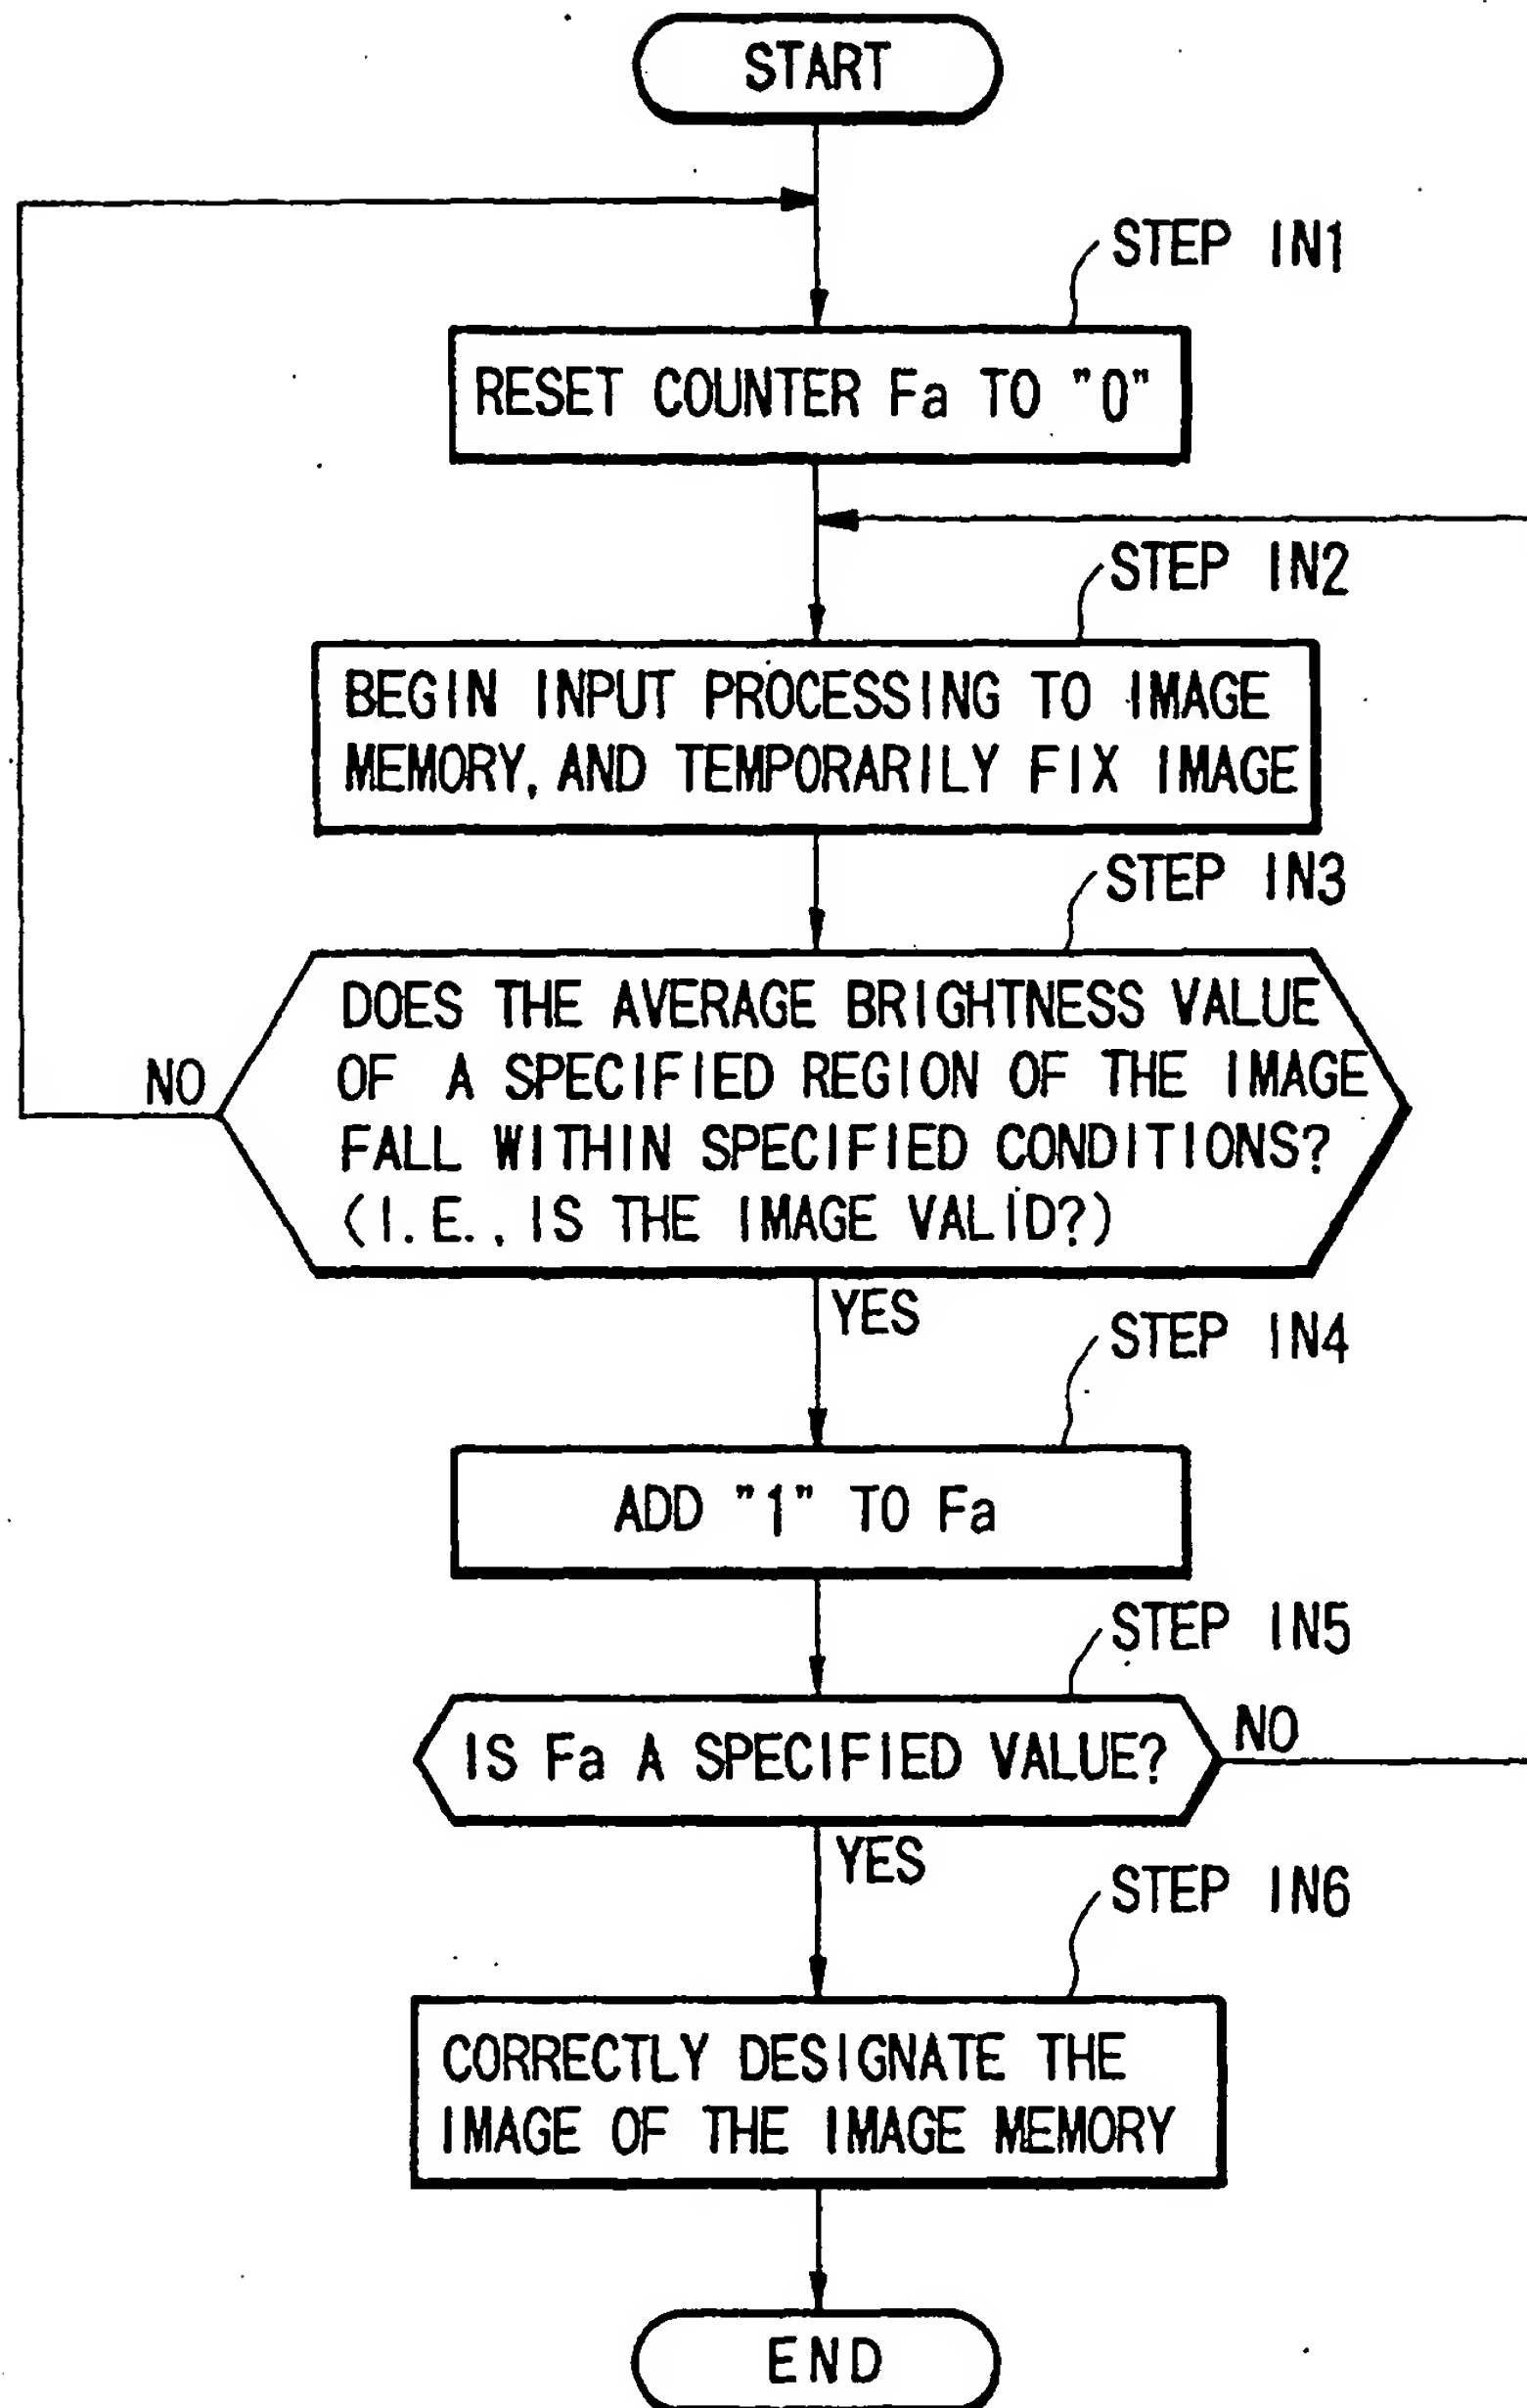 START
STEP IN1
RESET COUNTER Fa TO "0"
STEP IN2
BEGIN INPUT PROCESSING TO IMAGE
MEMORY, AND TEMPORARILY FIX IMAGE
STEP IN3
DOES THE AVERAGE BRIGHTNESS VALUE
OF A SPECIFIED REGION OF THE IMAGE
FALL WITHIN SPECIFIED CONDITIONS?
(I.E., IS THE IMAGE VALID?)
NO
YES
STEP IN4
ADD "1" TO Fa
STEP IN5
IS Fa A SPECIFIED VALUE?
NO
YES
STEP IN6
CORRECTLY DESIGNATE THE
IMAGE OF THE IMAGE MEMORY
END